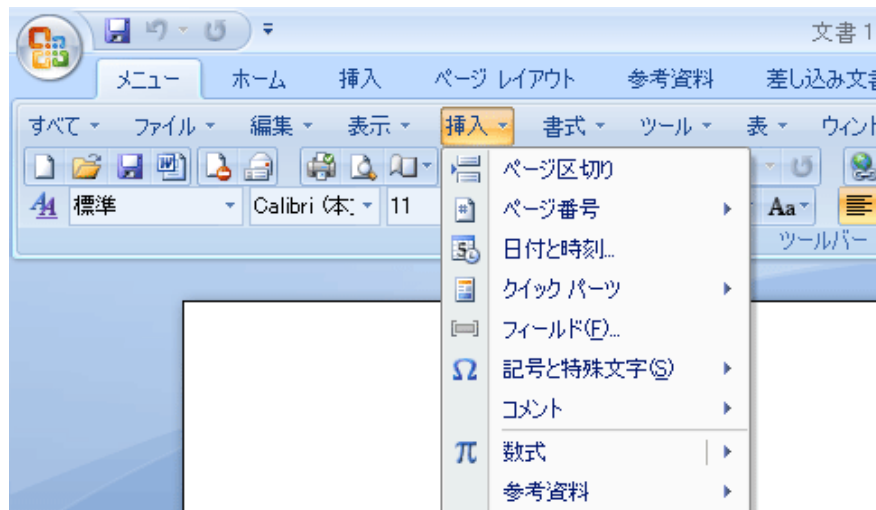 文書 1
メニュー ホーム 挿入 ページ レイアウト 参考資料 差し込み文書
すべて ファイル 編集 表示 挿入 書式 ツール 表 ウィント
標準 Calibri (本: 11 Aa
ツールバー
ページ区切り
ページ番号
日付と時刻...
クイック パーツ
フィールド(F)...
記号と特殊文字(S)
コメント
数式
参考資料